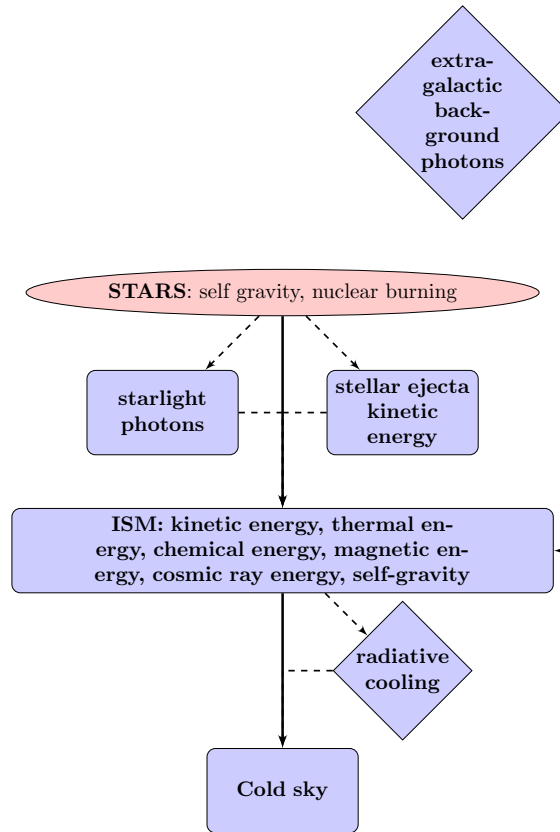 extra-
galactic
back-
ground
photons
STARS: self gravity, nuclear burning
starlight
photons
stellar ejecta
kinetic
energy
ISM: kinetic energy, thermal en-
ergy, chemical energy, magnetic en-
ergy, cosmic ray energy, self-gravity
radiative
cooling
Cold sky